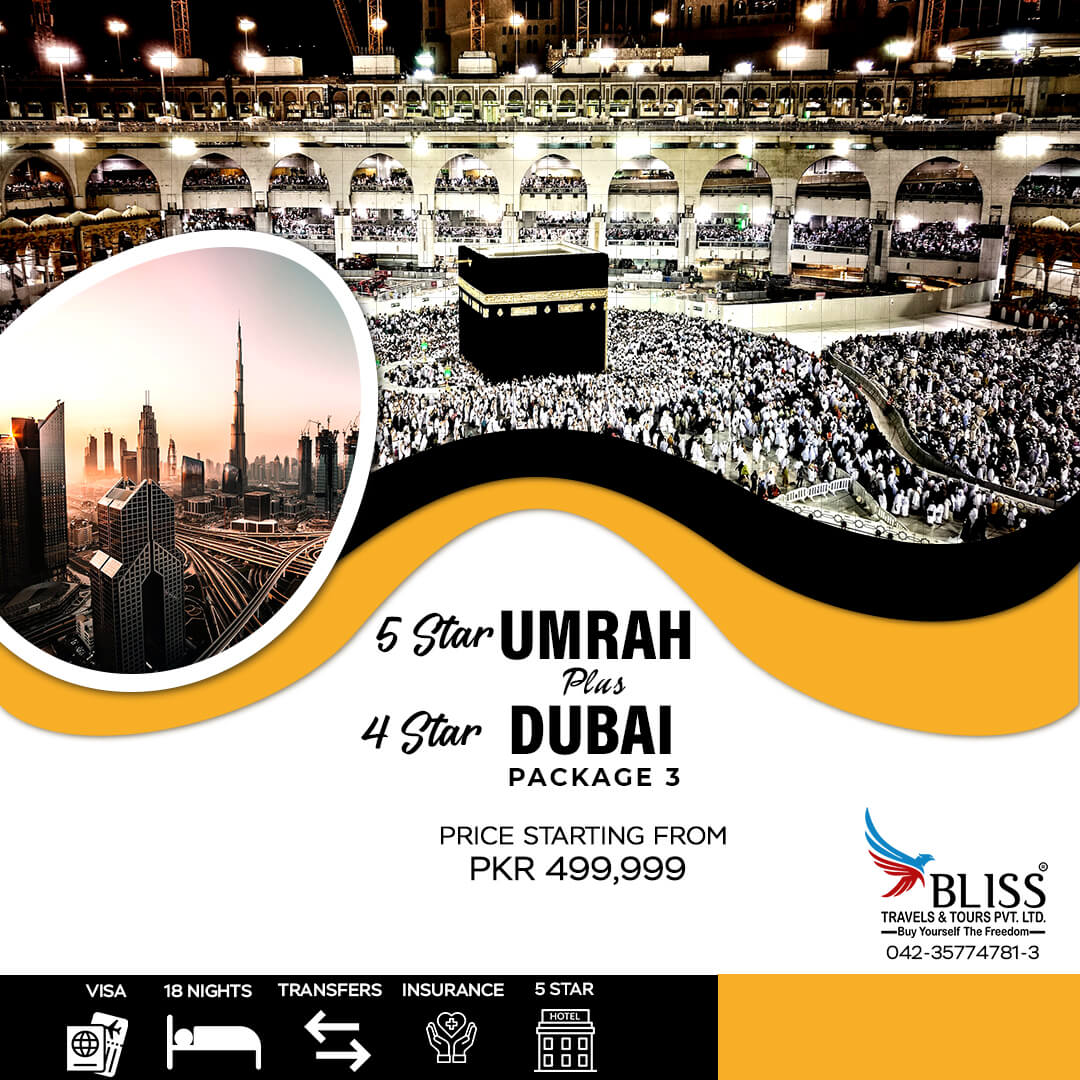 5 Star UMRAH
Plus
4 Star DUBAI
PACKAGE 3
PRICE STARTING FROM
PKR 499,999
BLISS®
TRAVELS & TOURS PVT. LTD.
Buy Yourself The Freedom
042-35774781-3
VISA
18 NIGHTS
TRANSFERS
INSURANCE
5 STAR
HOTEL